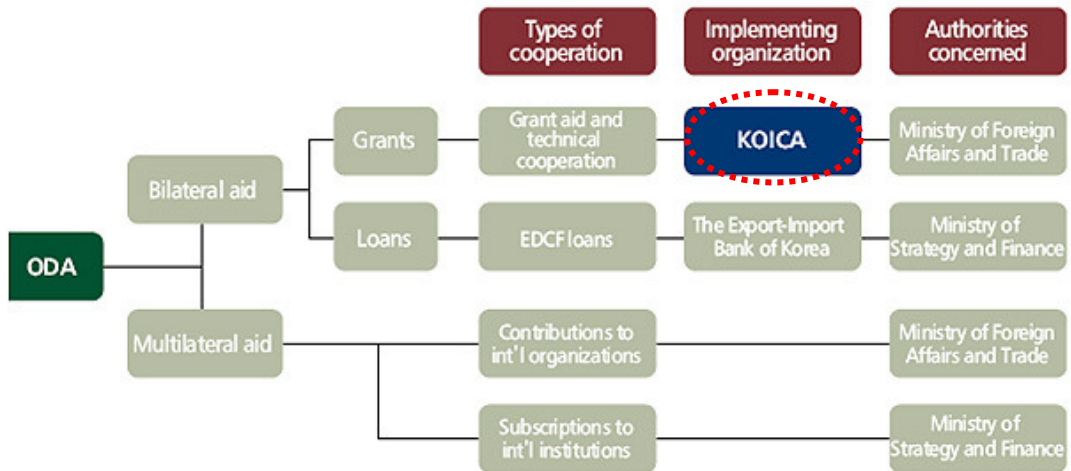 Types of
cooperation
Implementing
organization
Authorities
concerned
Grants
Grant aid and
technical
cooperation
KOICA
Ministry of Foreign
Affairs and Trade
Bilateral aid
Loans
EDCF loans
The Export-Import
Bank of Korea
Ministry of
Strategy and Finance
ODA
Multilateral aid
Contributions to
int'l organizations
Ministry of Foreign
Affairs and Trade
Subscriptions to
int'l institutions
Ministry of
Strategy and Finance